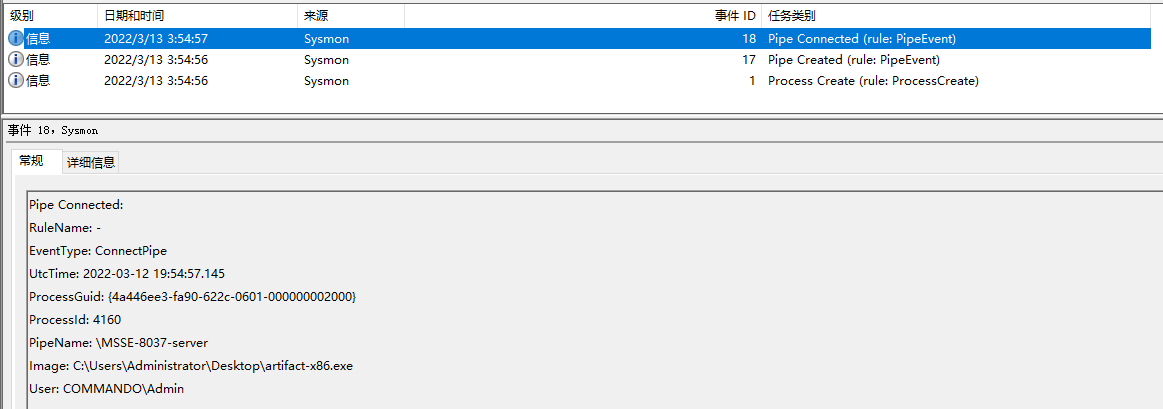 级别 日期和时间 来源 事件 ID 任务类别
信息 2022/3/13 3:54:57 Sysmon 18 Pipe Connected (rule: PipeEvent)
信息 2022/3/13 3:54:56 Sysmon 17 Pipe Created (rule: PipeEvent)
信息 2022/3/13 3:54:56 Sysmon 1 Process Create (rule: ProcessCreate)
事件 18，Sysmon
常规 详细信息
Pipe Connected:
RuleName: -
EventType: ConnectPipe
UtcTime: 2022-03-12 19:54:57.145
ProcessGuid: {4a446ee3-fa90-622c-0601-000000002000}
ProcessId: 4160
PipeName: \MSSE-8037-server
Image: C:\Users\Administrator\Desktop\artifact-x86.exe
User: COMMANDO\Admin